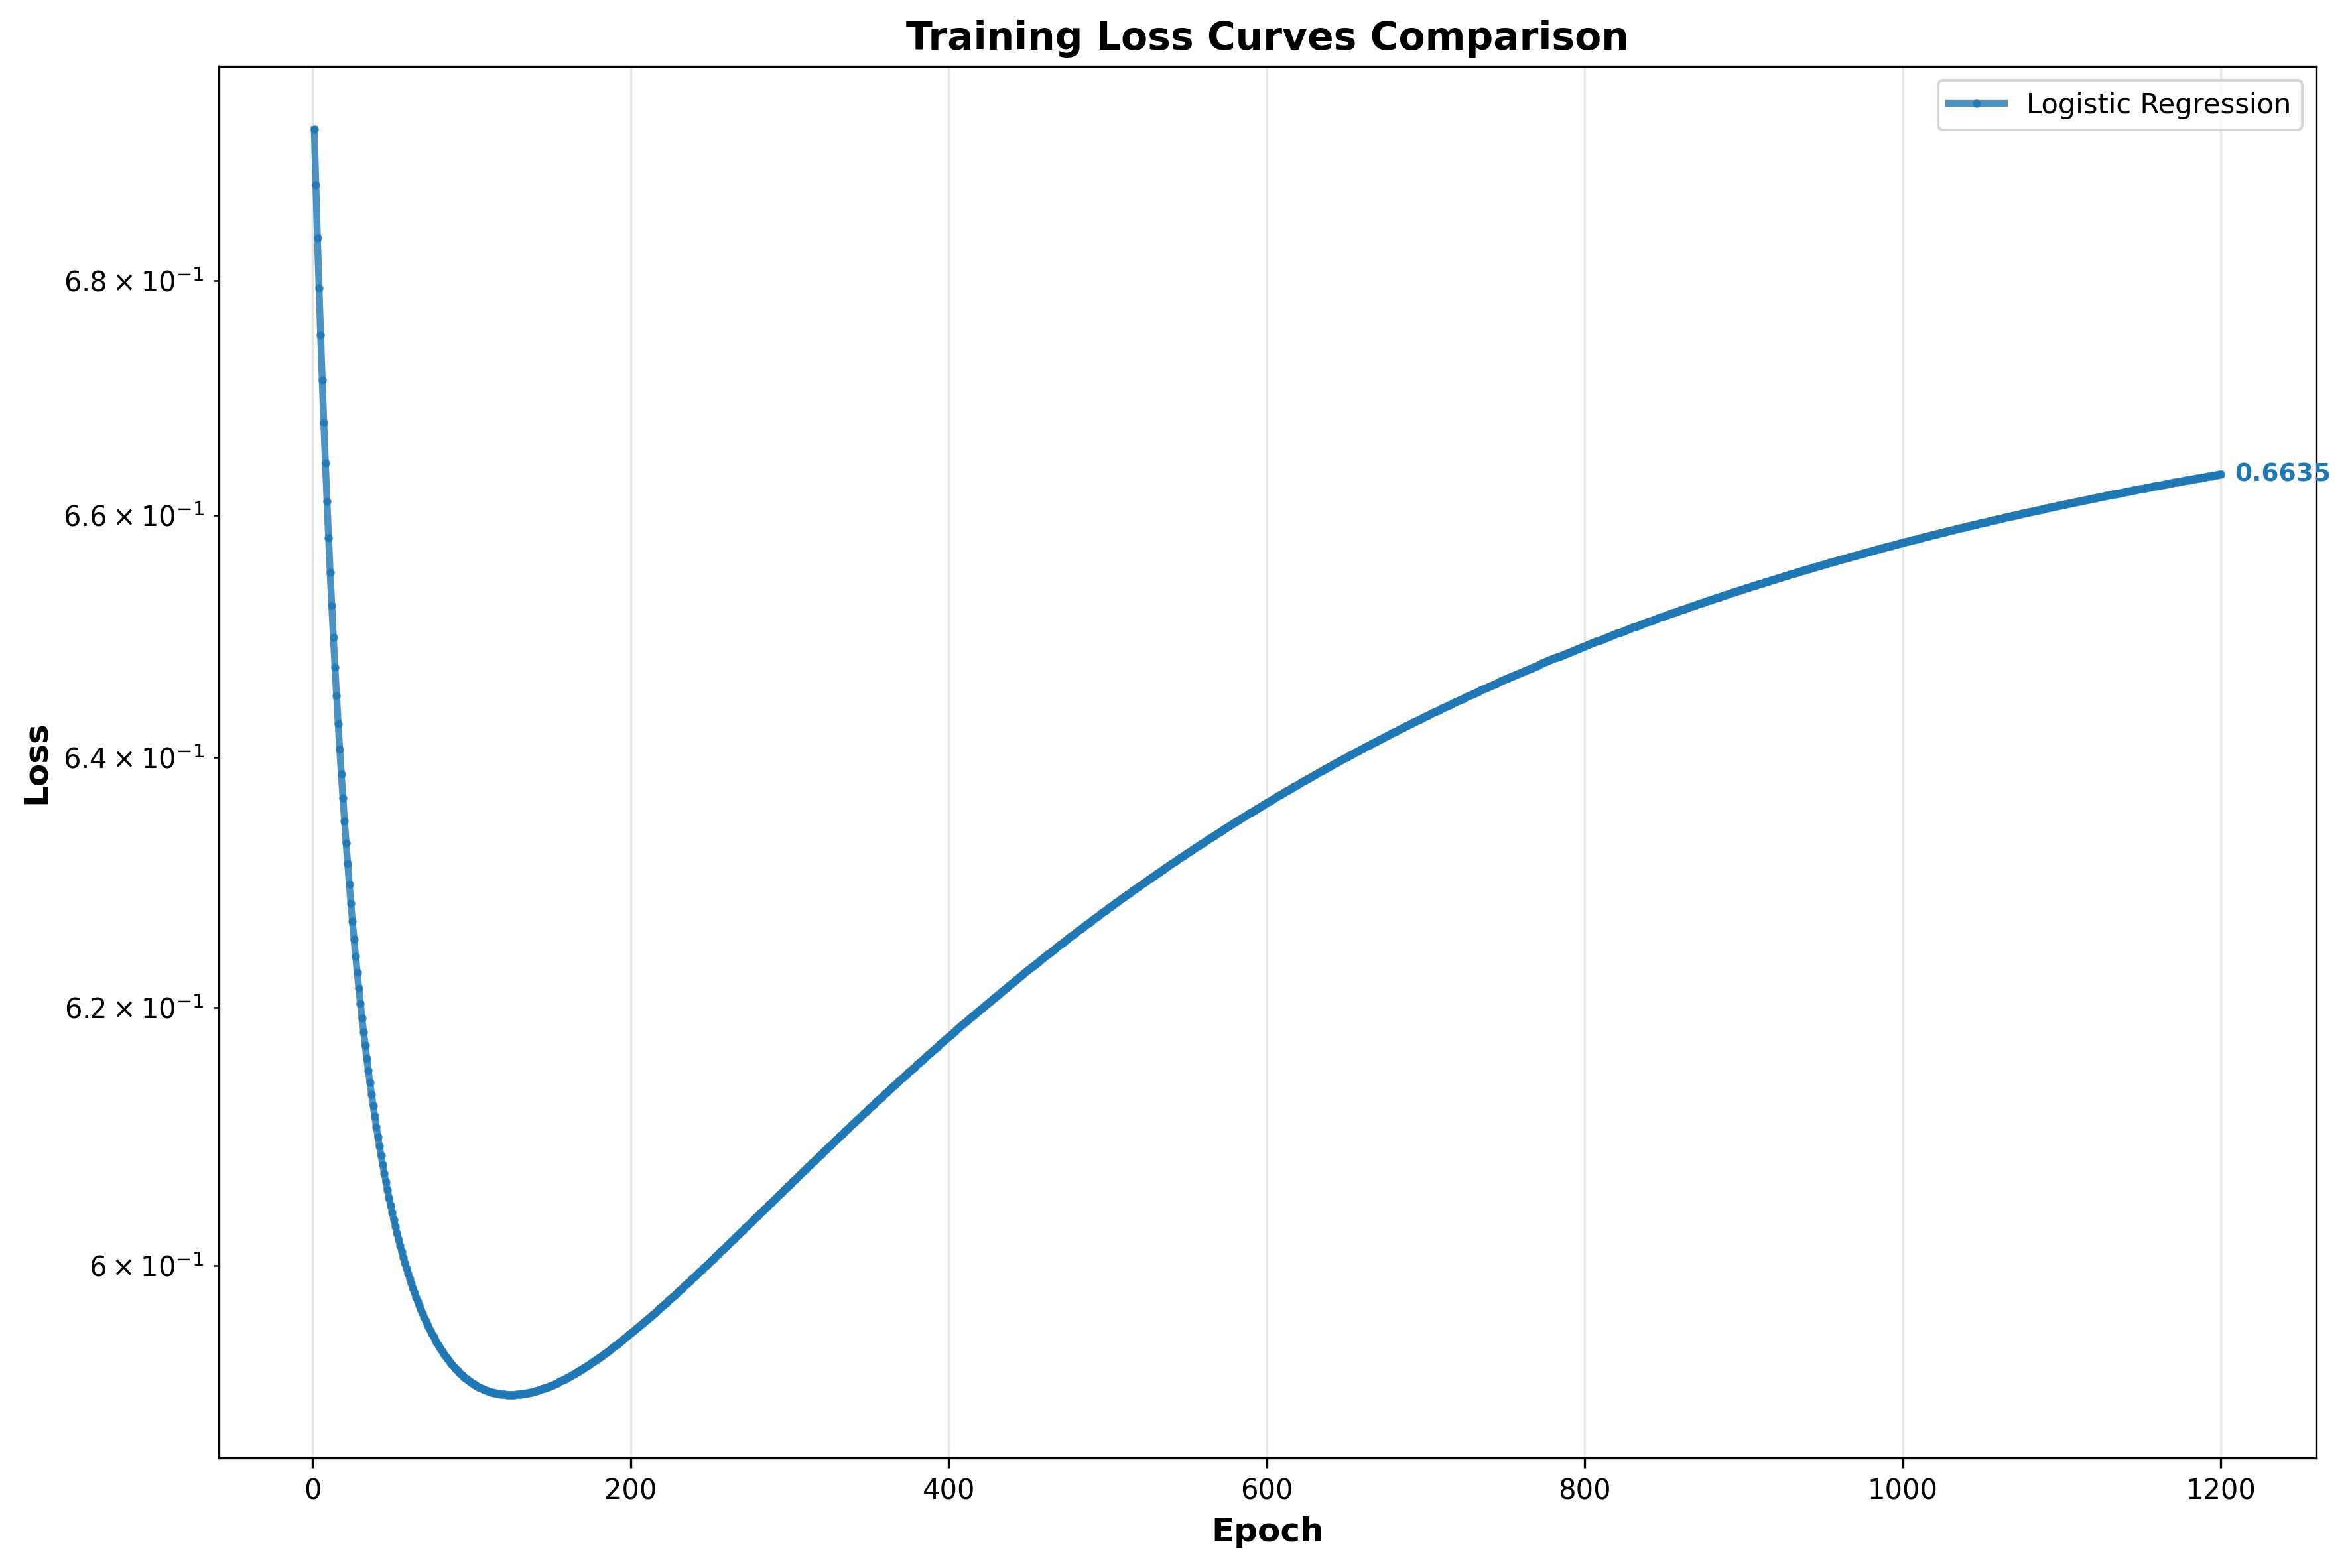 Training Loss Curves Comparison
Logistic Regression
6.8 × 10⁻¹
6.6 × 10⁻¹
0.6635
6.4 × 10⁻¹
Loss
6.2 × 10⁻¹
6 × 10⁻¹
0 200 400 600 800 1000 1200
Epoch